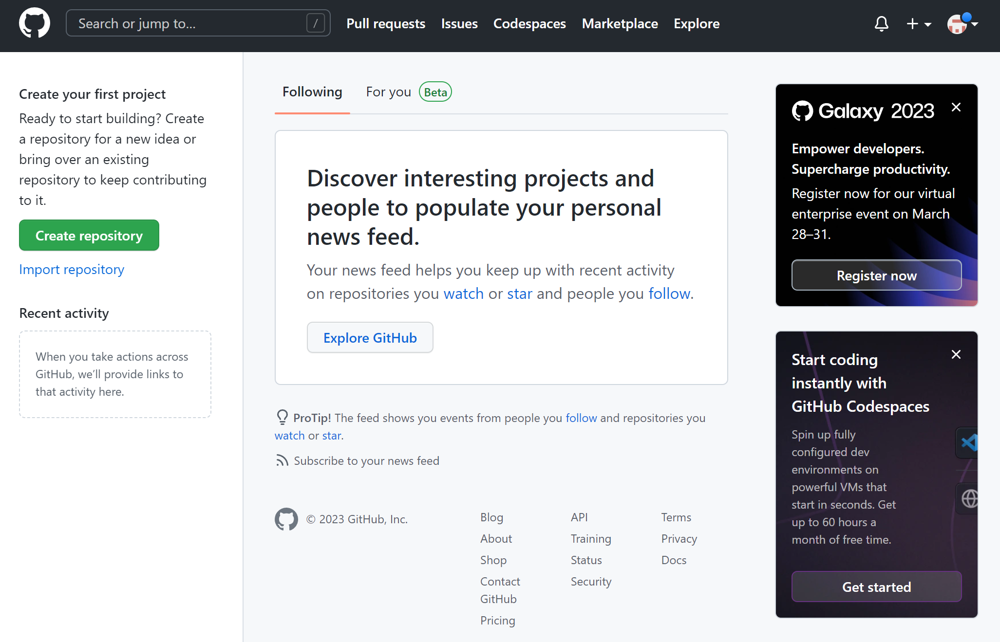 Search or jump to...
/
Pull requests
Issues
Codespaces
Marketplace
Explore
Create your first project
Ready to start building? Create
a repository for a new idea or
bring over an existing
repository to keep contributing
to it.
Create repository
Import repository
Recent activity
When you take actions across
GitHub, we’ll provide links to
that activity here.
Following
For you
Beta
Discover interesting projects and
people to populate your personal
news feed.
Your news feed helps you keep up with recent activity
on repositories you watch or star and people you follow.
Explore GitHub
ProTip! The feed shows you events from people you follow and repositories you
watch or star.
Subscribe to your news feed
© 2023 GitHub, Inc.
Blog
About
Shop
Contact
GitHub
Pricing
API
Training
Status
Security
Terms
Privacy
Docs
Galaxy 2023
Empower developers.
Supercharge productivity.
Register now for our virtual
enterprise event on March
28–31.
Register now
Start coding
instantly with
GitHub Codespaces
Spin up fully
configured dev
environments on
powerful VMs that
start in seconds. Get
up to 60 hours a
month of free time.
Get started